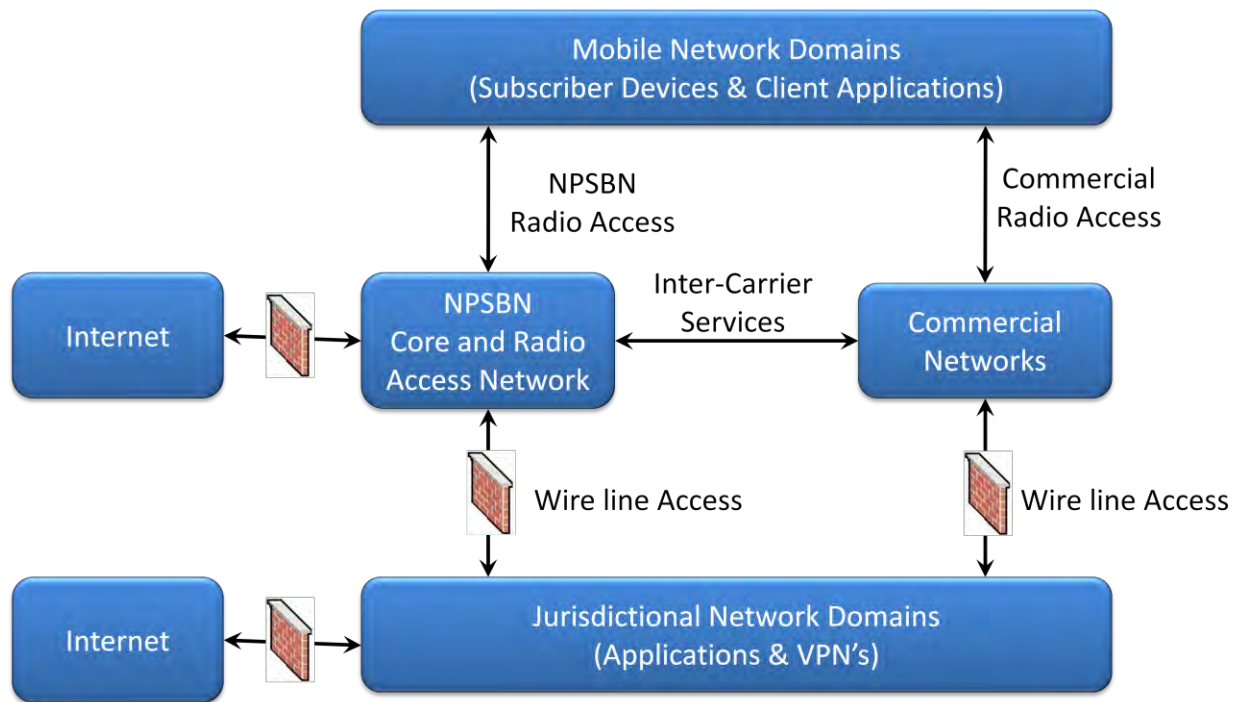 Mobile Network Domains
(Subscriber Devices & Client Applications)
NPSBN
Radio Access
Commercial
Radio Access
Internet
NPSBN
Core and Radio
Access Network
Inter-Carrier
Services
Commercial
Networks
Wire line Access
Wire line Access
Internet
Jurisdictional Network Domains
(Applications & VPN's)